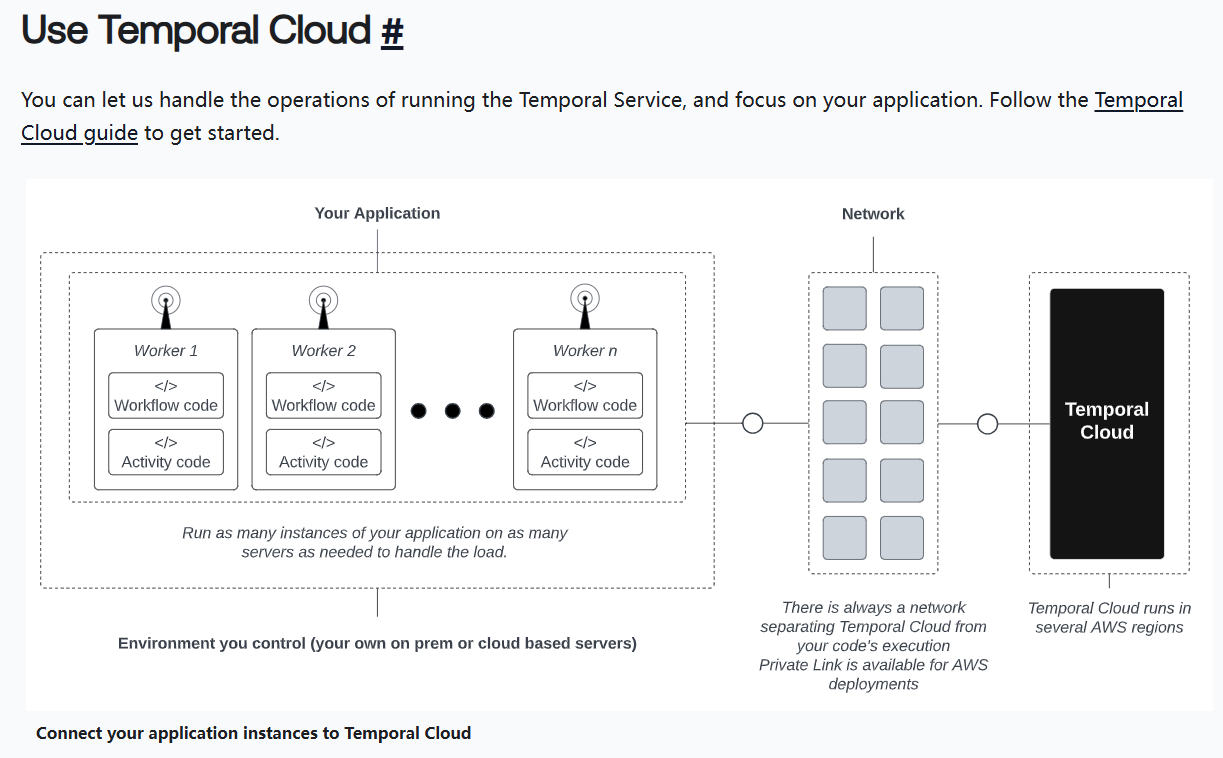 Use Temporal Cloud #
You can let us handle the operations of running the Temporal Service, and focus on your application. Follow the Temporal
Cloud guide to get started.
Your Application
Network
Worker 1
</>
Workflow code
</>
Activity code
Worker 2
</>
Workflow code
</>
Activity code
Worker n
</>
Workflow code
</>
Activity code
Temporal
Cloud
Run as many instances of your application on as many
servers as needed to handle the load.
Environment you control (your own on prem or cloud based servers)
There is always a network
separating Temporal Cloud from
your code's execution
Private Link is available for AWS
deployments
Temporal Cloud runs in
several AWS regions
Connect your application instances to Temporal Cloud